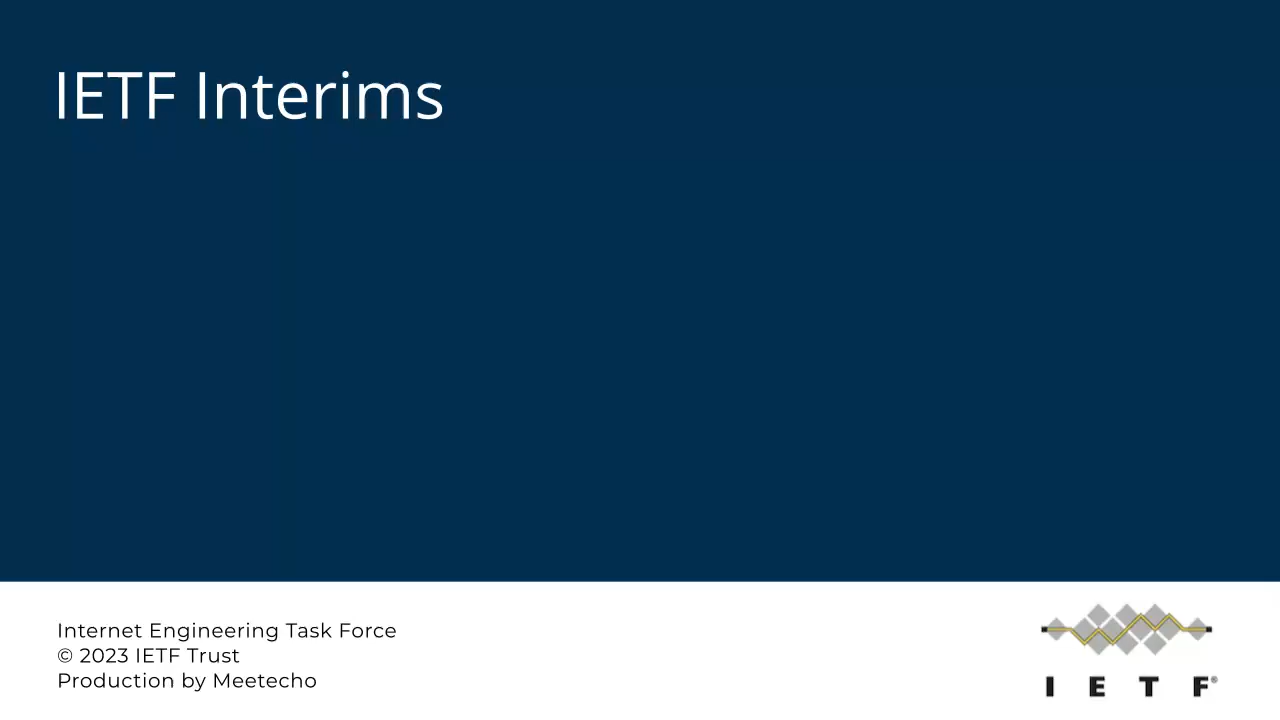 IETF Interims
Internet Engineering Task Force
© 2023 IETF Trust
Production by Meetecho
I E T F®